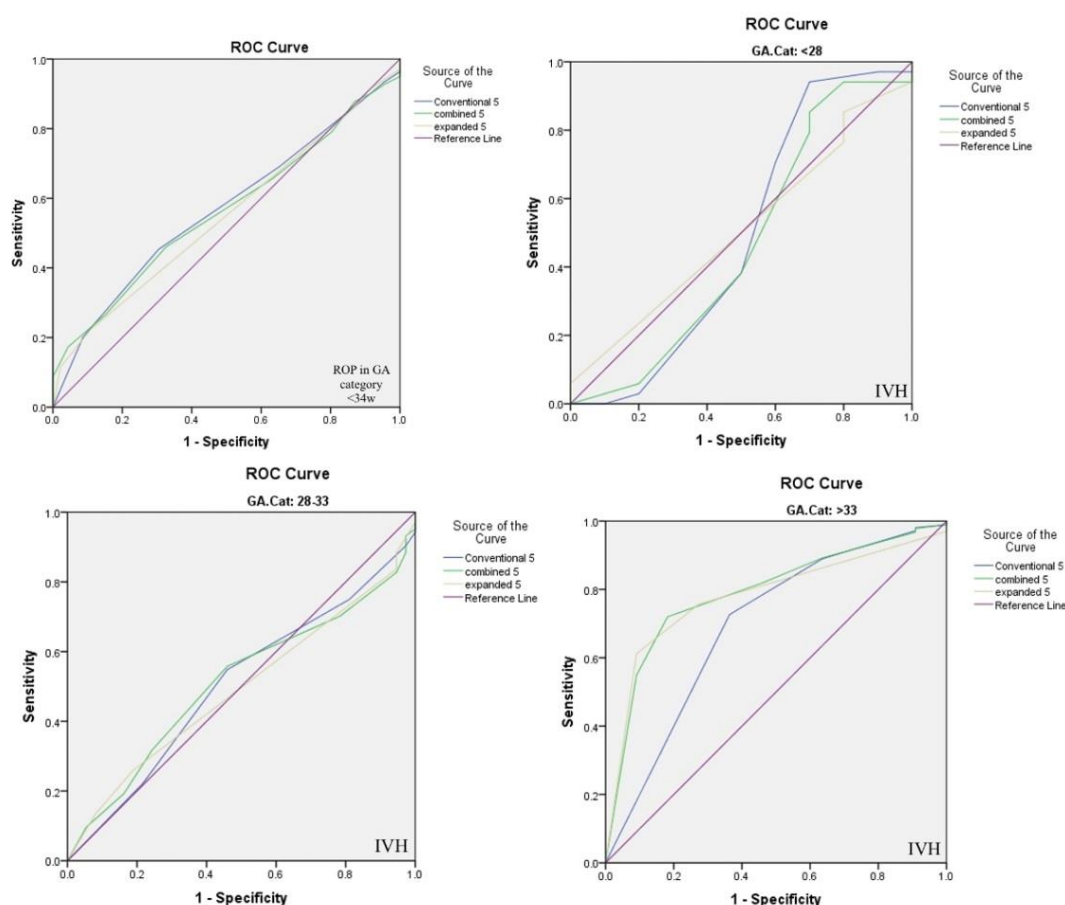 ROC Curve
Source of the
Curve
Conventional 5
combined 5
expanded 5
Reference Line
Sensitivity
1.0
0.8
0.6
0.4
0.2
0.0
ROP in GA
category
<34w
0.0 0.2 0.4 0.6 0.8 1.0
1 - Specificity
ROC Curve
GA.Cat: <28
Source of the
Curve
Conventional 5
combined 5
expanded 5
Reference Line
Sensitivity
1.0
0.8
0.6
0.4
0.2
0.0
IVH
0.0 0.2 0.4 0.6 0.8 1.0
1 - Specificity
ROC Curve
GA.Cat: 28-33
Source of the
Curve
Conventional 5
combined 5
expanded 5
Reference Line
Sensitivity
1.0
0.8
0.6
0.4
0.2
0.0
IVH
0.0 0.2 0.4 0.6 0.8 1.0
1 - Specificity
ROC Curve
GA.Cat: >33
Source of the
Curve
Conventional 5
combined 5
expanded 5
Reference Line
Sensitivity
1.0
0.8
0.6
0.4
0.2
0.0
IVH
0.0 0.2 0.4 0.6 0.8 1.0
1 - Specificity